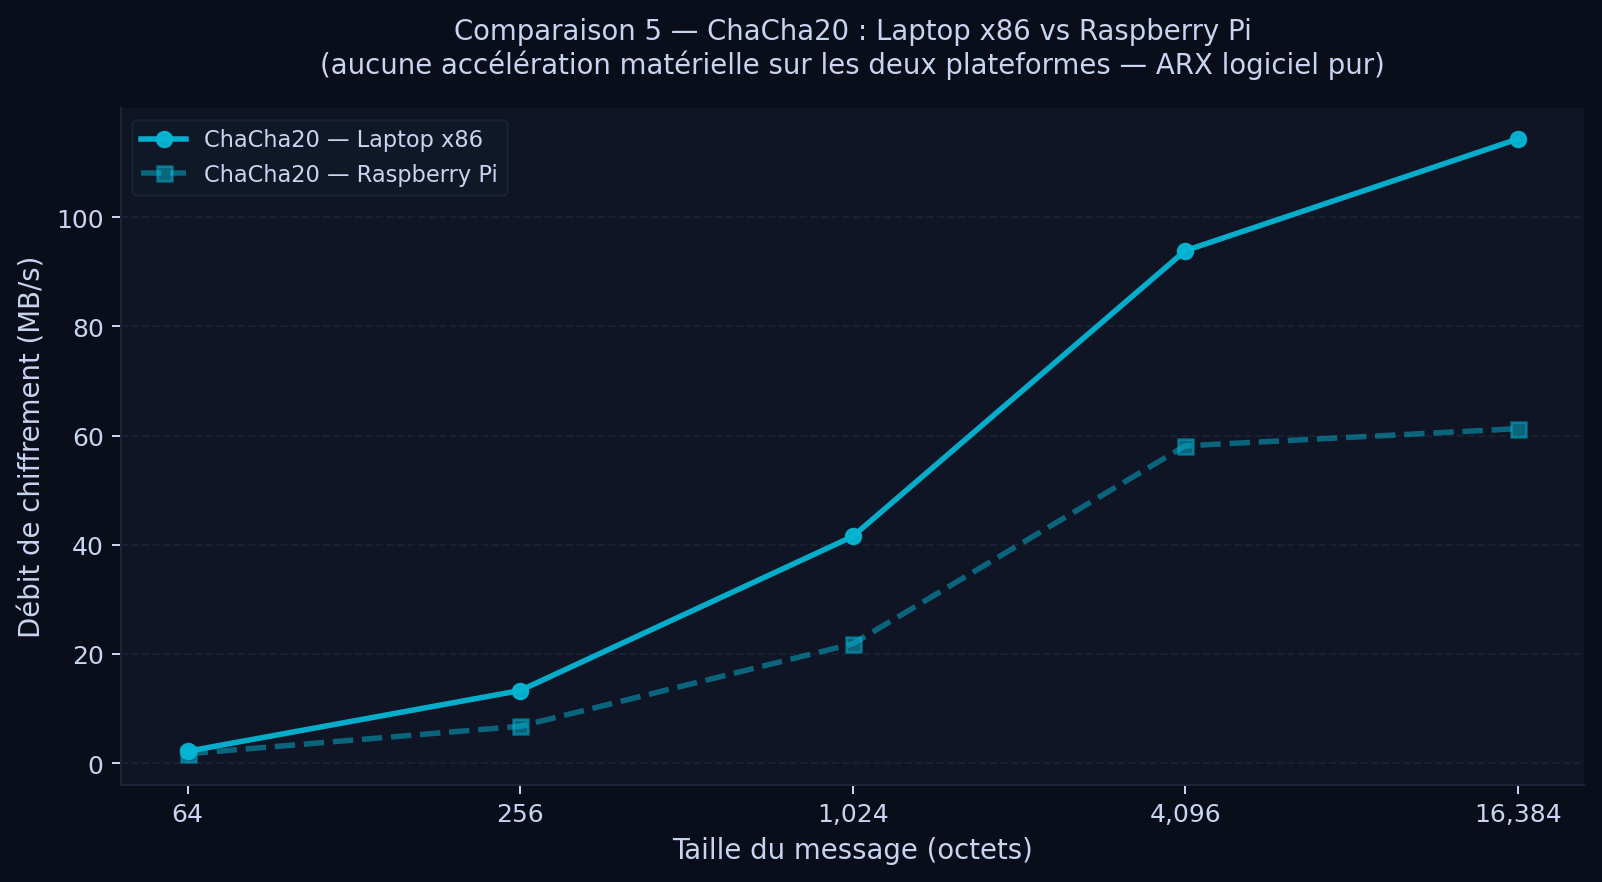 Comparaison 5 — ChaCha20 : Laptop x86 vs Raspberry Pi
(aucune accélération matérielle sur les deux plateformes — ARX logiciel pur)
ChaCha20 — Laptop x86
ChaCha20 — Raspberry Pi
Débit de chiffrement (MB/s)
100
80
60
40
20
0
64
256
1,024
4,096
16,384
Taille du message (octets)